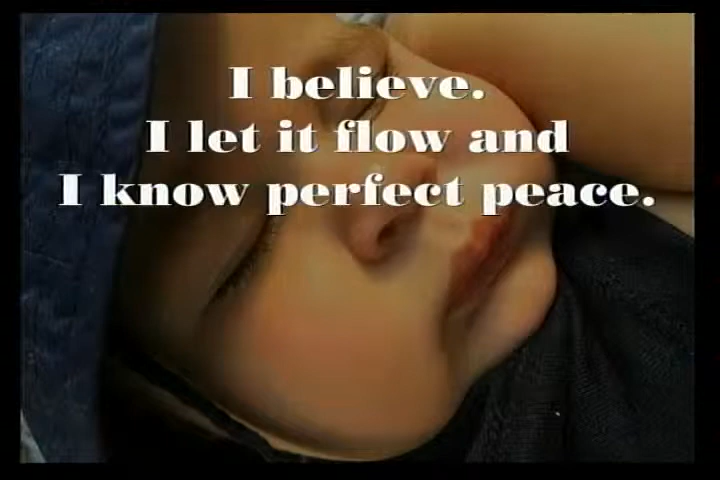 I believe.
I let it flow and
I know perfect peace.